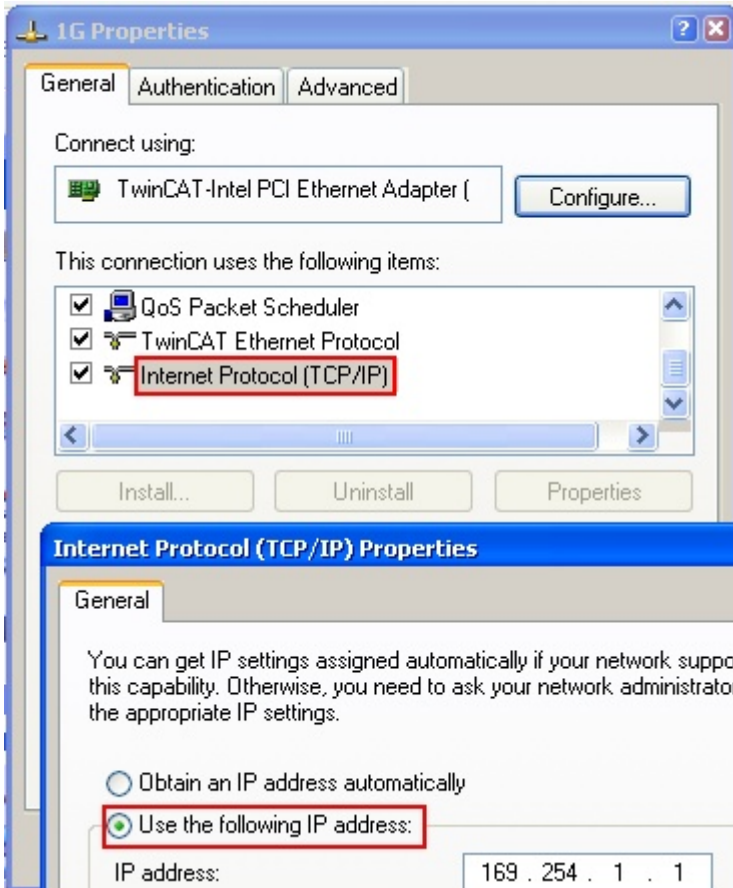 1G Properties
General Authentication Advanced
Connect using:
TwinCAT-Intel PCI Ethernet Adapter (
Configure...
This connection uses the following items:
QoS Packet Scheduler
TwinCAT Ethernet Protocol
Internet Protocol (TCP/IP)
Install... Uninstall Properties
Internet Protocol (TCP/IP) Properties
General
You can get IP settings assigned automatically if your network suppo
this capability. Otherwise, you need to ask your network administrato
the appropriate IP settings.
Obtain an IP address automatically
Use the following IP address:
IP address: 169 . 254 . 1 . 1